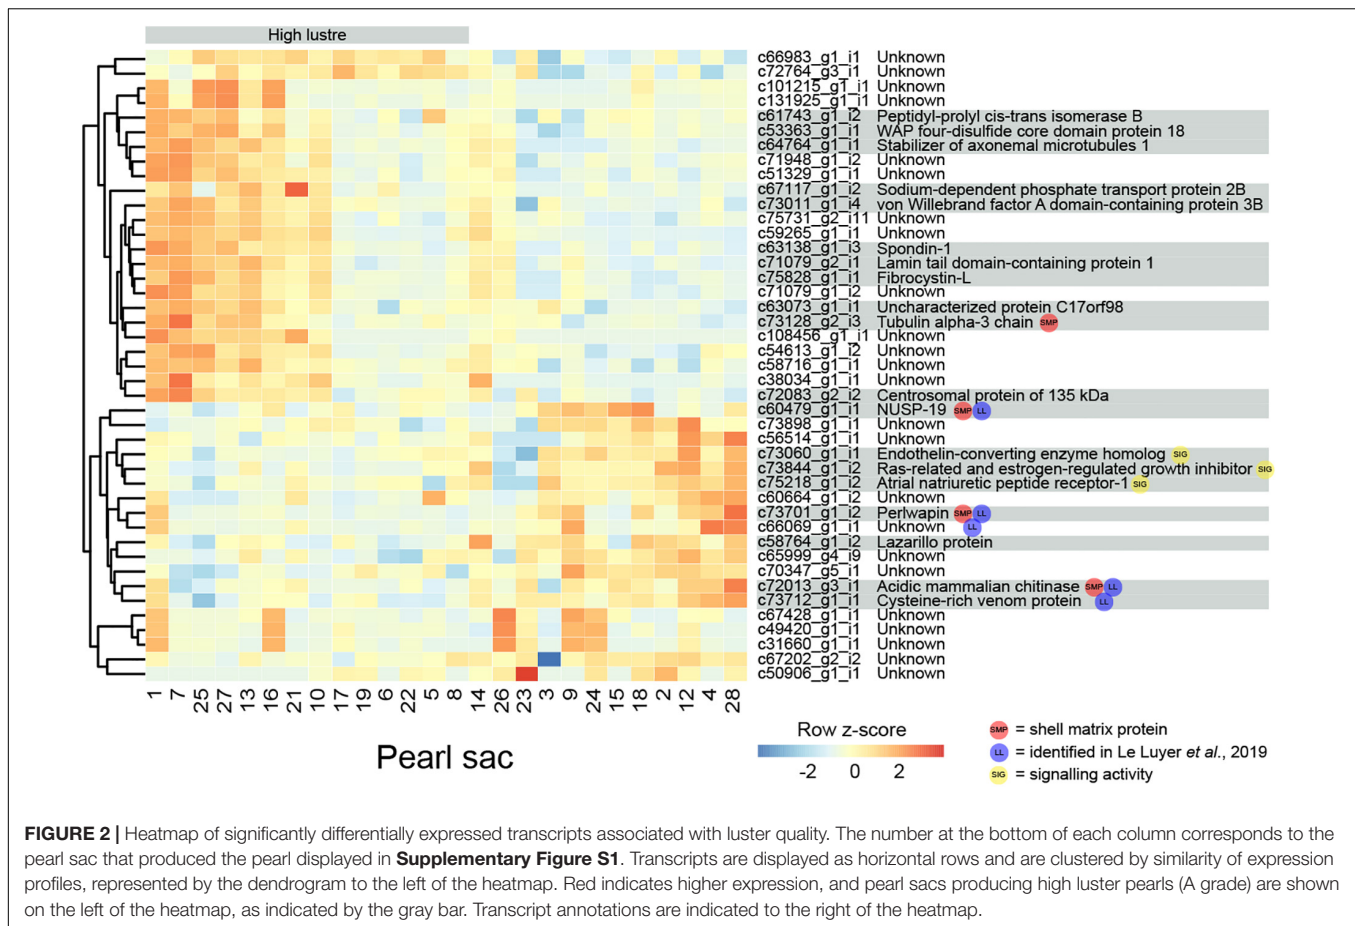 High lustre
c66983_g1_i1 Unknown
c72764_g3_i1 Unknown
c101215_g1_i1 Unknown
c131925_g1_i1 Unknown
c61743_g1_i2 Peptidyl-prolyl cis-trans isomerase B
c53363_g1_i1 WAP four-disulfide core domain protein 18
c64764_g1_i1 Stabilizer of axonemal microtubules 1
c71948_g1_i2 Unknown
c51329_g1_i1 Unknown
c67117_g1_i2 Sodium-dependent phosphate transport protein 2B
c73011_g1_i4 von Willebrand factor A domain-containing protein 3B
c75731_g2_i11 Unknown
c59265_g1_i1 Unknown
c63138_g1_i3 Spondin-1
c71079_g2_i1 Lamin tail domain-containing protein 1
c75828_g1_i1 Fibrocystin-L
c71079_g1_i2 Unknown
c63073_g1_i1 Uncharacterized protein C17orf98
c73128_g2_i3 Tubulin alpha-3 chain SMP
c108456_g1_i1 Unknown
c54613_g1_i2 Unknown
c58716_g1_i1 Unknown
c38034_g1_i1 Unknown
c72083_g2_i2 Centrosomal protein of 135 kDa
c60479_g1_i1 NUSP-19 SMP LL
c73898_g1_i1 Unknown
c56514_g1_i1 Unknown
c73060_g1_i1 Endothelin-converting enzyme homolog SIG
c73844_g1_i2 Ras-related and estrogen-regulated growth inhibitor SIG
c75218_g1_i2 Atrial natriuretic peptide receptor-1 SIG
c60664_g1_i2 Unknown
c73701_g1_i2 Perlwapin SMP LL
c66069_g1_i1 Unknown LL
c58764_g1_i2 Lazarillo protein
c65999_g4_i9 Unknown
c70347_g5_i1 Unknown
c72013_g3_i1 Acidic mammalian chitinase SMP LL
c73712_g1_i1 Cysteine-rich venom protein LL
c67428_g1_i1 Unknown
c49420_g1_i1 Unknown
c31660_g1_i1 Unknown
c67202_g2_i2 Unknown
c50906_g1_i1 Unknown
1 7 25 27 13 16 21 10 17 19 6 22 5 8 14 26 23 3 9 24 15 18 2 12 4 28
Pearl sac
Row z-score
-2 0 2
SMP = shell matrix protein
LL = identified in Le Luyer et al., 2019
SIG = signalling activity
FIGURE 2 | Heatmap of significantly differentially expressed transcripts associated with luster quality. The number at the bottom of each column corresponds to the
pearl sac that produced the pearl displayed in Supplementary Figure S1. Transcripts are displayed as horizontal rows and are clustered by similarity of expression
profiles, represented by the dendrogram to the left of the heatmap. Red indicates higher expression, and pearl sacs producing high luster pearls (A grade) are shown
on the left of the heatmap, as indicated by the gray bar. Transcript annotations are indicated to the right of the heatmap.